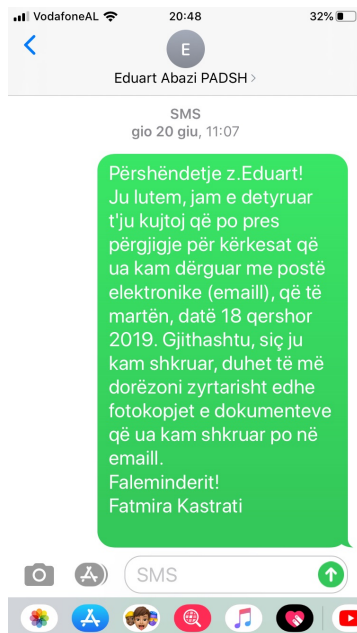 VodafoneAL 20:48 32%
E
Eduart Abazi PADSH
SMS
gio 20 giu, 11:07
Përshëndetje z.Eduart!
Ju lutem, jam e detyruar
t'ju kujtoj që po pres
përgjigje për kërkesat që
ua kam dërguar me postë
elektronike (emaill), që të
martën, datë 18 qershor
2019. Gjithashtu, siç ju
kam shkruar, duhet të më
dorëzoni zyrtarisht edhe
fotokopjet e dokumenteve
që ua kam shkruar po në
emaill.
Faleminderit!
Fatmira Kastrati
SMS